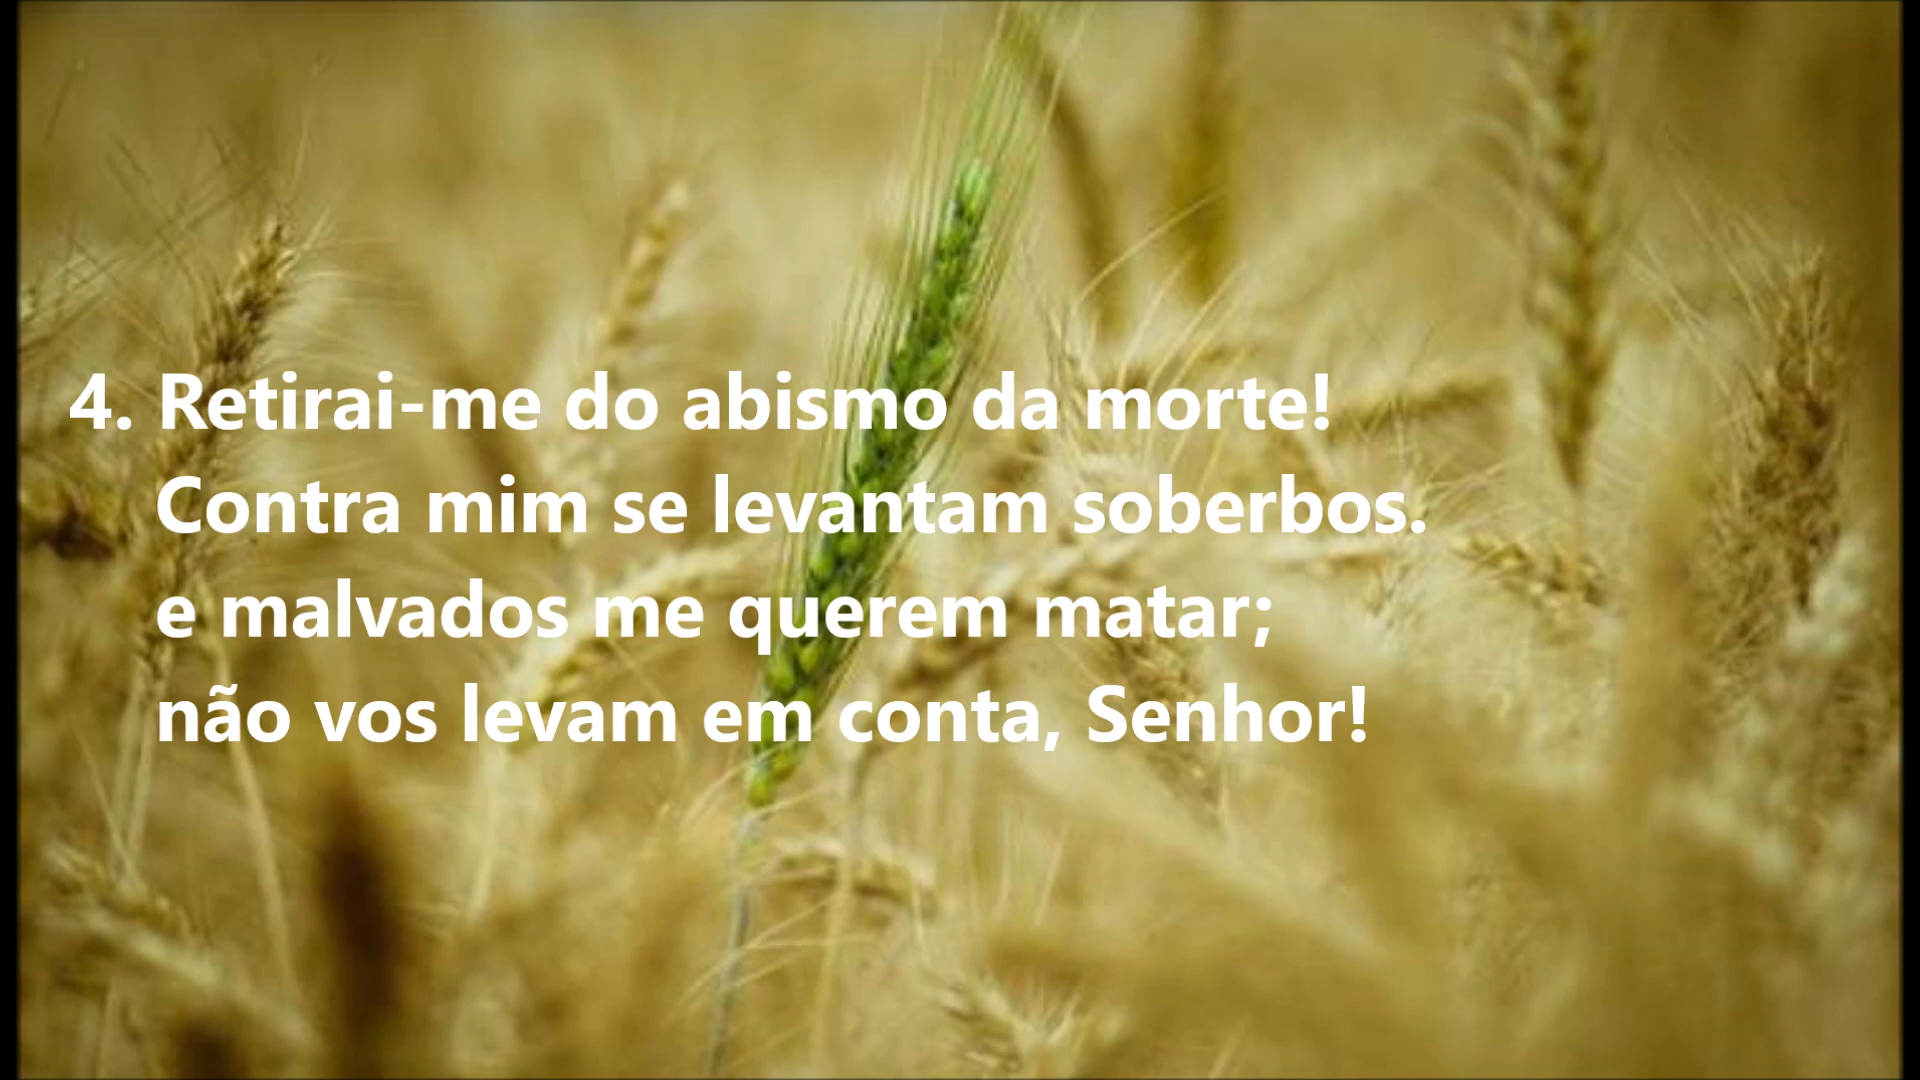 4. Retirai-me do abismo da morte!
Contra mim se levantam soberbos.
e malvados me querem matar;
não vos levam em conta, Senhor!